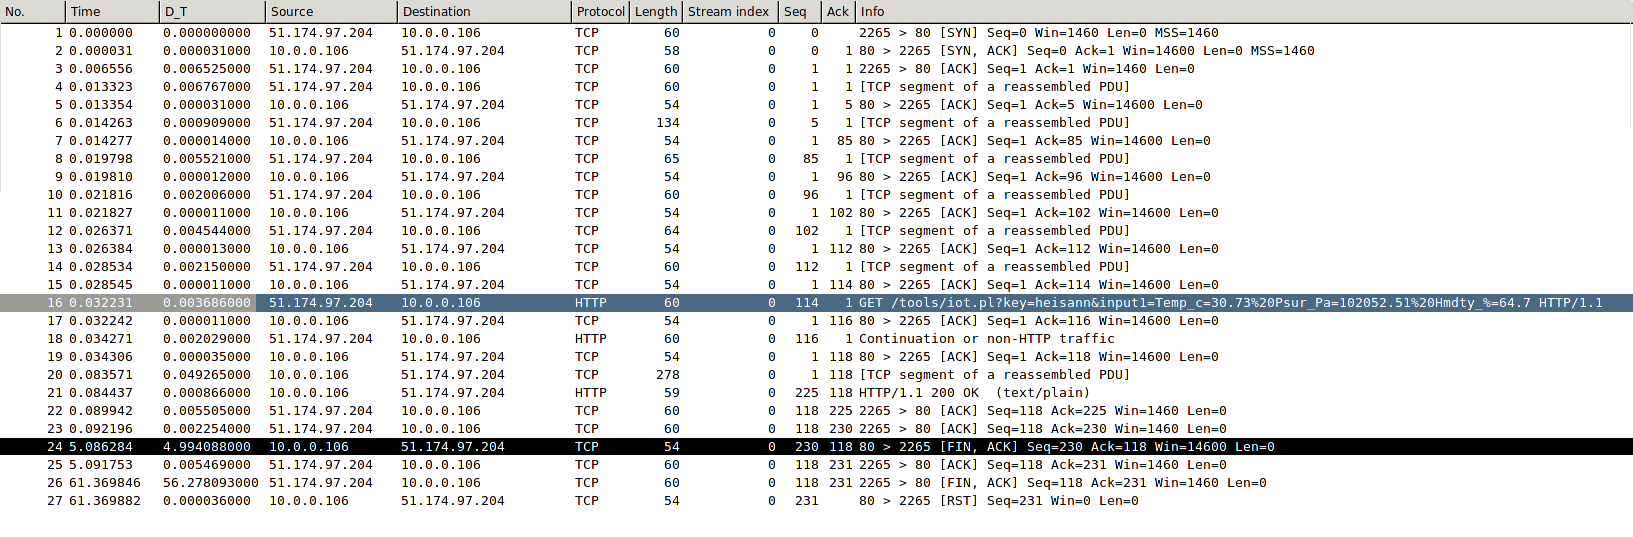 No. Time D_T Source Destination Protocol Length Stream index Seq Ack Info
1 0.000000 0.000000000 51.174.97.204 10.0.0.106 TCP 60 0 0 2265 > 80 [SYN] Seq=0 Win=1460 Len=0 MSS=1460
2 0.000031 0.000031000 10.0.0.106 51.174.97.204 TCP 58 0 0 1 80 > 2265 [SYN, ACK] Seq=0 Ack=1 Win=14600 Len=0 MSS=1460
3 0.006556 0.006525000 51.174.97.204 10.0.0.106 TCP 60 0 1 1 2265 > 80 [ACK] Seq=1 Ack=1 Win=1460 Len=0
4 0.013323 0.006767000 51.174.97.204 10.0.0.106 TCP 60 0 1 1 [TCP segment of a reassembled PDU]
5 0.013354 0.000031000 10.0.0.106 51.174.97.204 TCP 54 0 1 5 80 > 2265 [ACK] Seq=1 Ack=5 Win=14600 Len=0
6 0.014263 0.000909000 51.174.97.204 10.0.0.106 TCP 134 0 5 1 [TCP segment of a reassembled PDU]
7 0.014277 0.000014000 10.0.0.106 51.174.97.204 TCP 54 0 1 85 80 > 2265 [ACK] Seq=1 Ack=85 Win=14600 Len=0
8 0.019798 0.005521000 51.174.97.204 10.0.0.106 TCP 65 0 85 1 [TCP segment of a reassembled PDU]
9 0.019810 0.000012000 10.0.0.106 51.174.97.204 TCP 54 0 1 96 80 > 2265 [ACK] Seq=1 Ack=96 Win=14600 Len=0
10 0.021816 0.002006000 51.174.97.204 10.0.0.106 TCP 60 0 96 1 [TCP segment of a reassembled PDU]
11 0.021827 0.000011000 10.0.0.106 51.174.97.204 TCP 54 0 1 102 80 > 2265 [ACK] Seq=1 Ack=102 Win=14600 Len=0
12 0.026371 0.004544000 51.174.97.204 10.0.0.106 TCP 64 0 102 1 [TCP segment of a reassembled PDU]
13 0.026384 0.000013000 10.0.0.106 51.174.97.204 TCP 54 0 1 112 80 > 2265 [ACK] Seq=1 Ack=112 Win=14600 Len=0
14 0.028534 0.002150000 51.174.97.204 10.0.0.106 TCP 60 0 112 1 [TCP segment of a reassembled PDU]
15 0.028545 0.000011000 10.0.0.106 51.174.97.204 TCP 54 0 1 114 80 > 2265 [ACK] Seq=1 Ack=114 Win=14600 Len=0
16 0.032231 0.003686000 51.174.97.204 10.0.0.106 HTTP 60 0 114 1 GET /tools/iot.pl?key=heisann&input1=Temp_c=30.73%20Psur_Pa=102052.51%20Hmdty_%=64.7 HTTP/1.1
17 0.032242 0.000011000 10.0.0.106 51.174.97.204 TCP 54 0 1 116 80 > 2265 [ACK] Seq=1 Ack=116 Win=14600 Len=0
18 0.034271 0.002029000 51.174.97.204 10.0.0.106 HTTP 60 0 116 1 Continuation or non-HTTP traffic
19 0.034306 0.000035000 10.0.0.106 51.174.97.204 TCP 54 0 1 118 80 > 2265 [ACK] Seq=1 Ack=118 Win=14600 Len=0
20 0.083571 0.049265000 10.0.0.106 51.174.97.204 TCP 278 0 1 118 [TCP segment of a reassembled PDU]
21 0.084437 0.000866000 10.0.0.106 51.174.97.204 HTTP 59 0 225 118 HTTP/1.1 200 OK (text/plain)
22 0.089942 0.005505000 51.174.97.204 10.0.0.106 TCP 60 0 118 225 2265 > 80 [ACK] Seq=118 Ack=225 Win=1460 Len=0
23 0.092196 0.002254000 51.174.97.204 10.0.0.106 TCP 60 0 118 230 2265 > 80 [ACK] Seq=118 Ack=230 Win=1460 Len=0
24 5.086284 4.994088000 10.0.0.106 51.174.97.204 TCP 54 0 230 118 80 > 2265 [FIN, ACK] Seq=230 Ack=118 Win=14600 Len=0
25 5.091753 0.005469000 51.174.97.204 10.0.0.106 TCP 60 0 118 231 2265 > 80 [ACK] Seq=118 Ack=231 Win=1460 Len=0
26 61.369846 56.278093000 51.174.97.204 10.0.0.106 TCP 60 0 118 231 2265 > 80 [FIN, ACK] Seq=118 Ack=231 Win=1460 Len=0
27 61.369882 0.000036000 10.0.0.106 51.174.97.204 TCP 54 0 231 80 > 2265 [RST] Seq=231 Win=0 Len=0